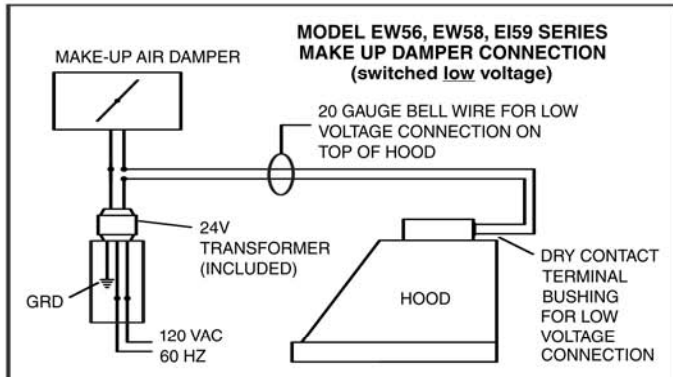 MODEL EW56, EW58, EI59 SERIES
MAKE UP DAMPER CONNECTION
(switched low voltage)
MAKE-UP AIR DAMPER
20 GAUGE BELL WIRE FOR LOW
VOLTAGE CONNECTION ON
TOP OF HOOD
24V
TRANSFORMER
(INCLUDED)
GRD
120 VAC
60 HZ
HOOD
DRY CONTACT
TERMINAL
BUSHING
FOR LOW
VOLTAGE
CONNECTION